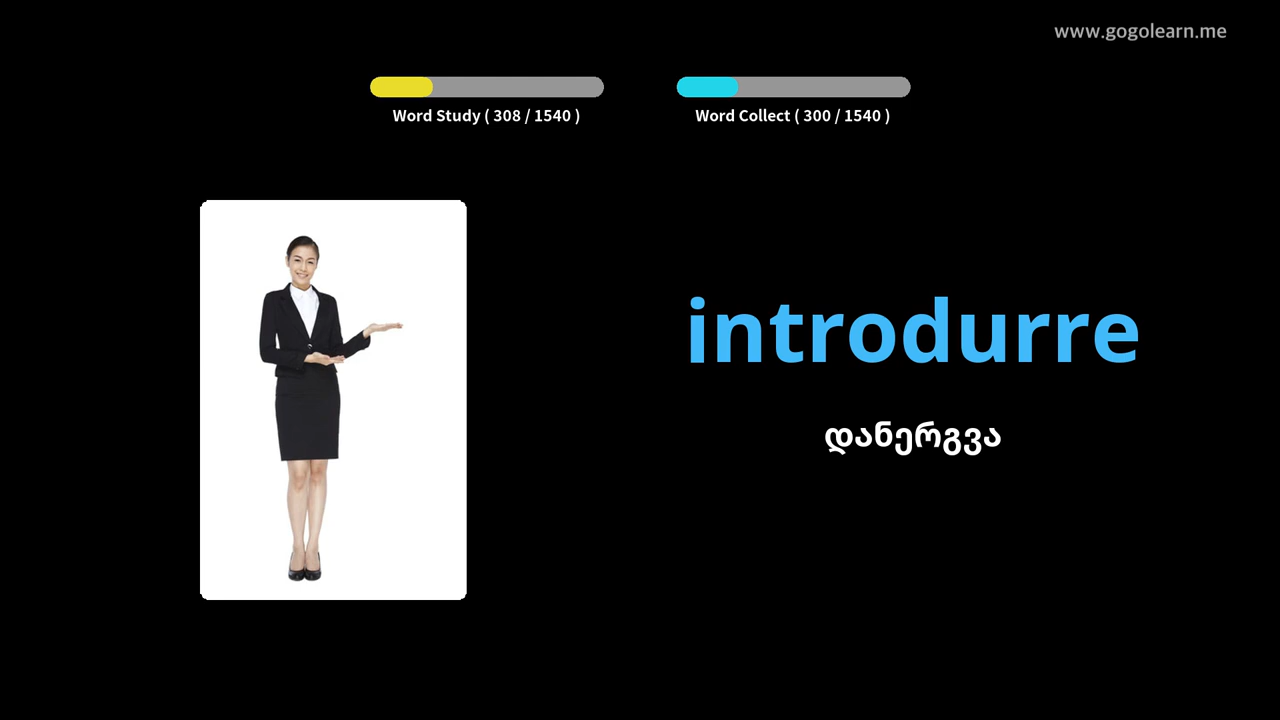 www.gogolearn.me
Word Study ( 308 / 1540 )
Word Collect ( 300 / 1540 )
introdurre
დანერგვა